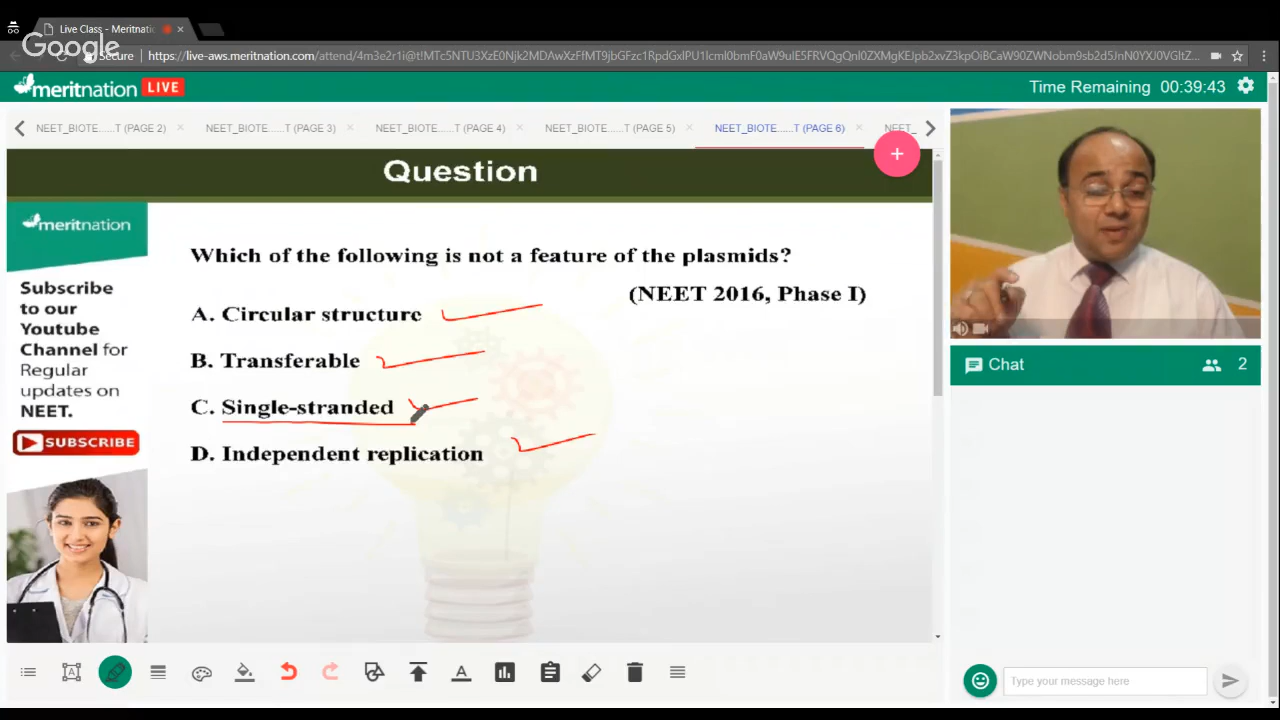 Live Class - Meritnatio
Google
Secure
https://live-aws.meritnation.com/attend/
meritnation LIVE
Time Remaining 00:39:43
NEET_BIOTE......T (PAGE 2)
NEET_BIOTE......T (PAGE 3)
NEET_BIOTE......T (PAGE 4)
NEET_BIOTE......T (PAGE 5)
NEET_BIOTE......T (PAGE 6)
NEET_
Question
meritnation
Subscribe
to our
Youtube
Channel for
Regular
updates on
NEET.
SUBSCRIBE
Which of the following is not a feature of the plasmids?
(NEET 2016, Phase I)
A. Circular structure
B. Transferable
C. Single-stranded
D. Independent replication
Chat
2
Type your message here